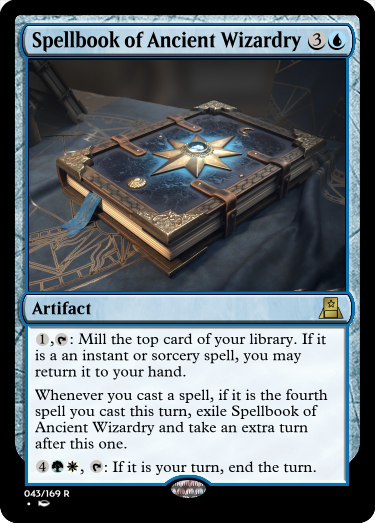 Spellbook of Ancient Wizardry 3
Artifact
1,: Mill the top card of your library. If it
is a an instant or sorcery spell, you may
return it to your hand.
Whenever you cast a spell, if it is the fourth
spell you cast this turn, exile Spellbook of
Ancient Wizardry and take an extra turn
after this one.
4, : If it is your turn, end the turn.
043/169 R